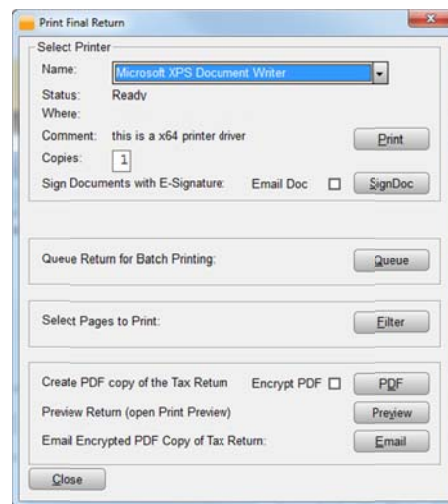 Print Final Return
Select Printer
Name: Microsoft XPS Document Writer
Status: Ready
Where:
Comment: this is a x64 printer driver Print
Copies: 1
Sign Documents with E-Signature: Email Doc SignDoc
Queue Return for Batch Printing: Queue
Select Pages to Print: Filter
Create PDF copy of the Tax Return Encrypt PDF PDF
Preview Return (open Print Preview) Preview
Email Encrypted PDF Copy of Tax Return: Email
Close